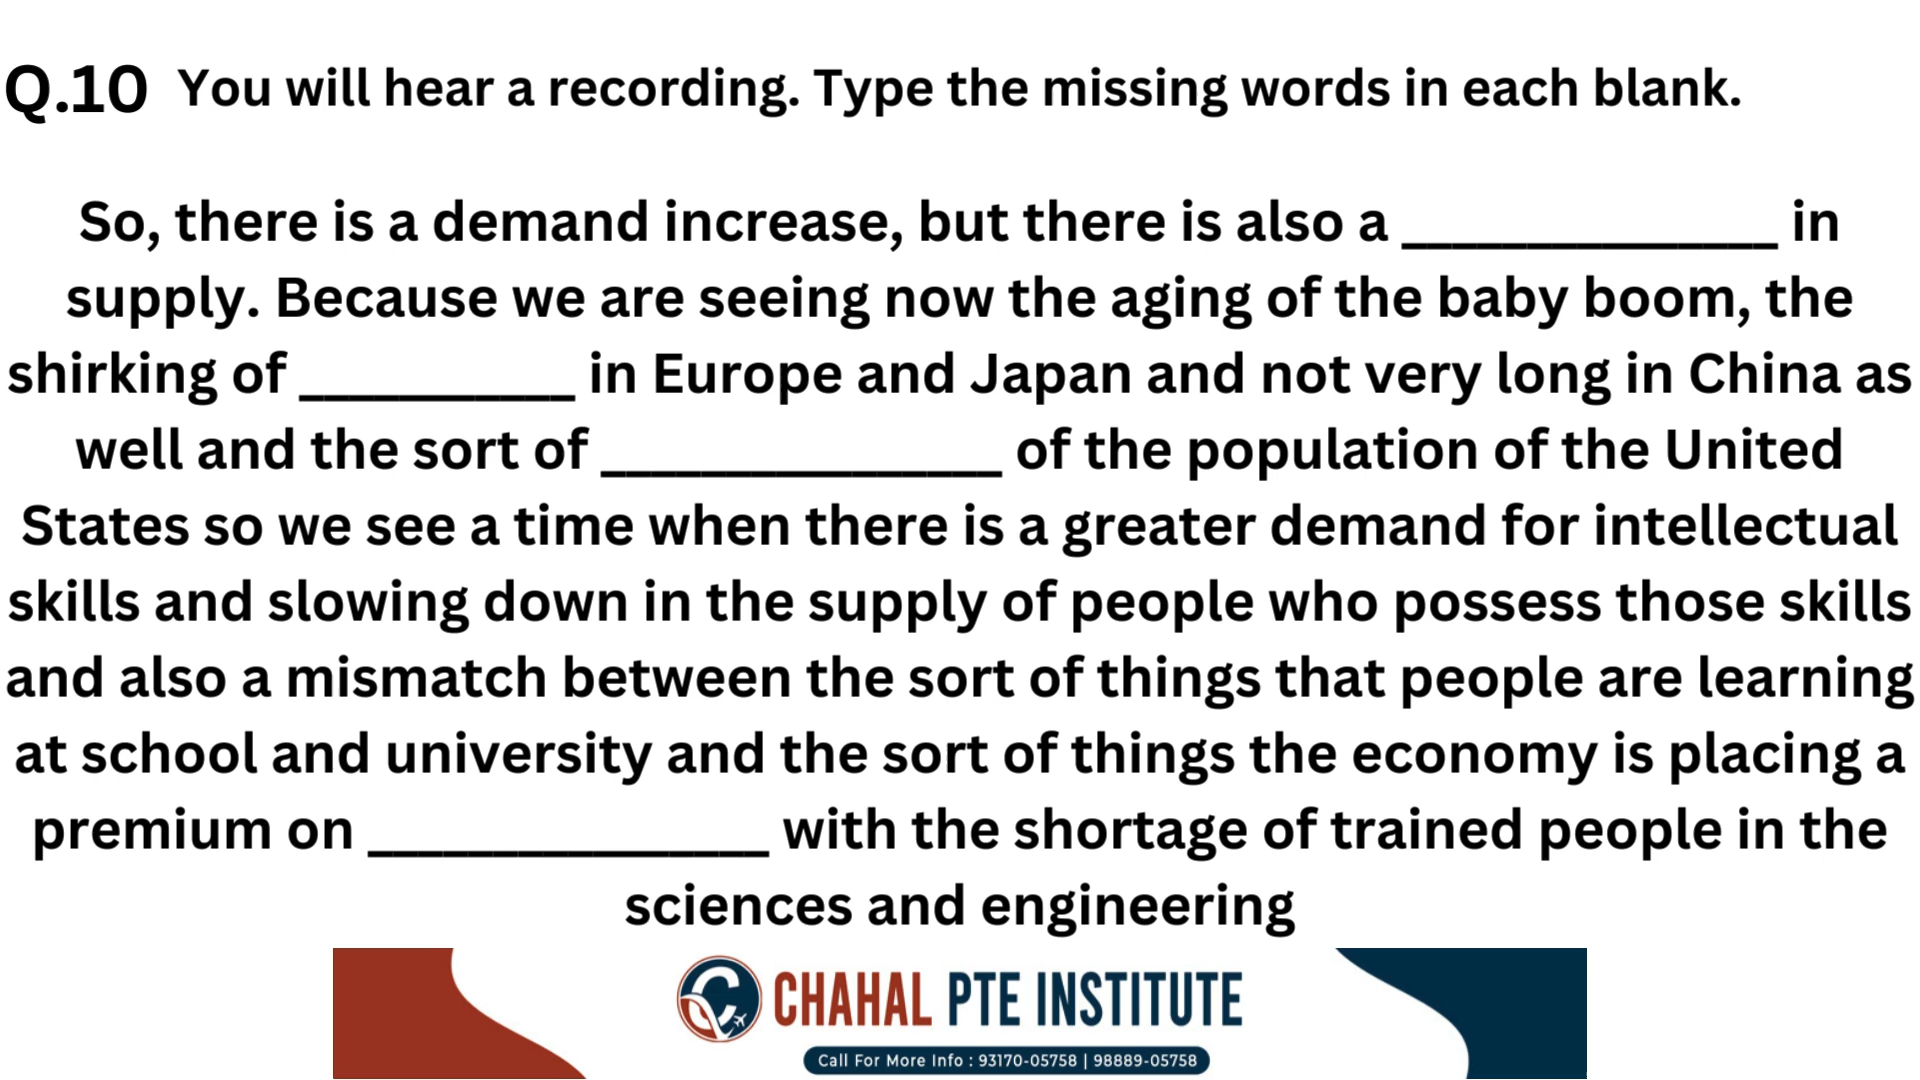 Q.10 You will hear a recording. Type the missing words in each blank.
So, there is a demand increase, but there is also a _______________ in
supply. Because we are seeing now the aging of the baby boom, the
shirking of ___________ in Europe and Japan and not very long in China as
well and the sort of ________________ of the population of the United
States so we see a time when there is a greater demand for intellectual
skills and slowing down in the supply of people who possess those skills
and also a mismatch between the sort of things that people are learning
at school and university and the sort of things the economy is placing a
premium on ________________ with the shortage of trained people in the
sciences and engineering
CHAHAL PTE INSTITUTE
Call For More Info : 93170-05758 | 98889-05758